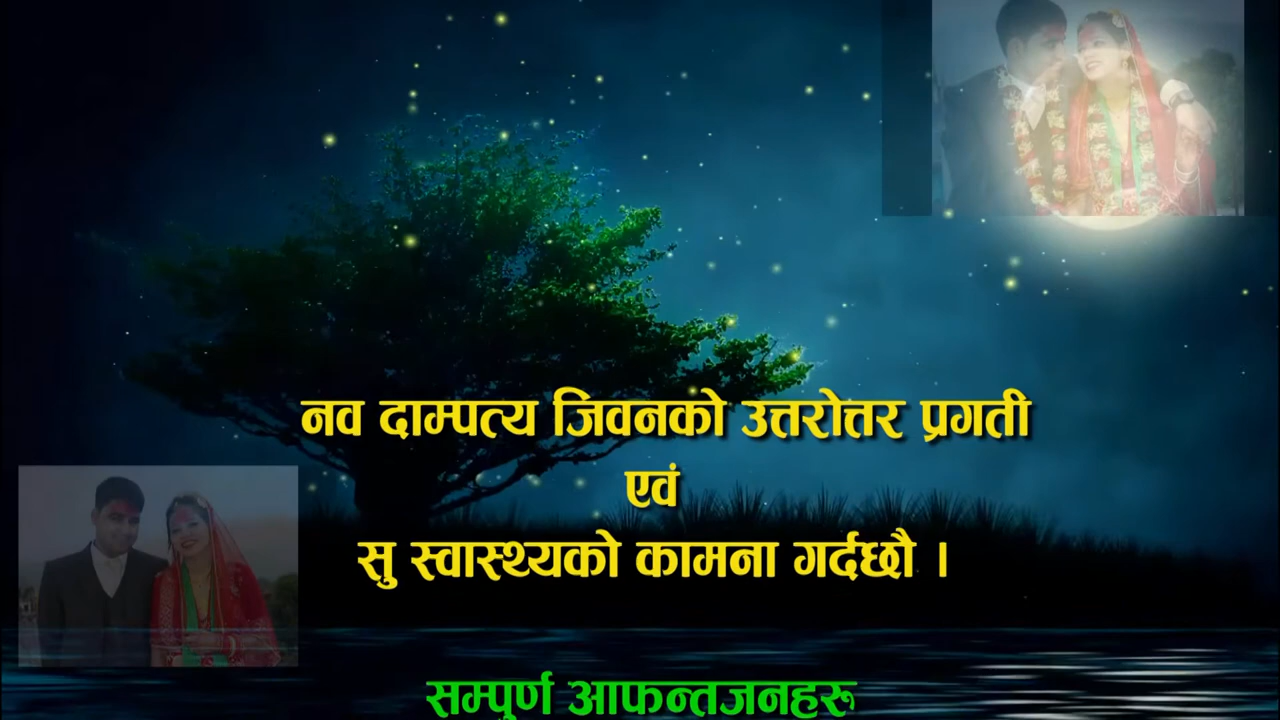 नव दाम्पत्य जिवनको उत्तरोत्तर प्रगती
एवं
सु स्वास्थ्यको कामना गर्दछौ ।
सम्पुर्ण आफन्तजनहरु